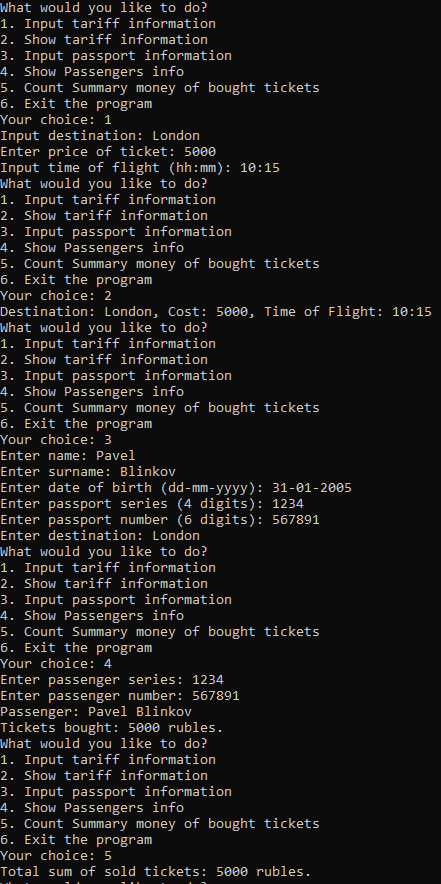 What would you like to do?
1. Input tariff information
2. Show tariff information
3. Input passport information
4. Show Passengers info
5. Count Summary money of bought tickets
6. Exit the program
Your choice: 1
Input destination: London
Enter price of ticket: 5000
Input time of flight (hh:mm): 10:15
What would you like to do?
1. Input tariff information
2. Show tariff information
3. Input passport information
4. Show Passengers info
5. Count Summary money of bought tickets
6. Exit the program
Your choice: 2
Destination: London, Cost: 5000, Time of Flight: 10:15
What would you like to do?
1. Input tariff information
2. Show tariff information
3. Input passport information
4. Show Passengers info
5. Count Summary money of bought tickets
6. Exit the program
Your choice: 3
Enter name: Pavel
Enter surname: Blinkov
Enter date of birth (dd-mm-yyyy): 31-01-2005
Enter passport series (4 digits): 1234
Enter passport number (6 digits): 567891
Enter destination: London
What would you like to do?
1. Input tariff information
2. Show tariff information
3. Input passport information
4. Show Passengers info
5. Count Summary money of bought tickets
6. Exit the program
Your choice: 4
Enter passenger series: 1234
Enter passenger number: 567891
Passenger: Pavel Blinkov
Tickets bought: 5000 rubles.
What would you like to do?
1. Input tariff information
2. Show tariff information
3. Input passport information
4. Show Passengers info
5. Count Summary money of bought tickets
6. Exit the program
Your choice: 5
Total sum of sold tickets: 5000 rubles.